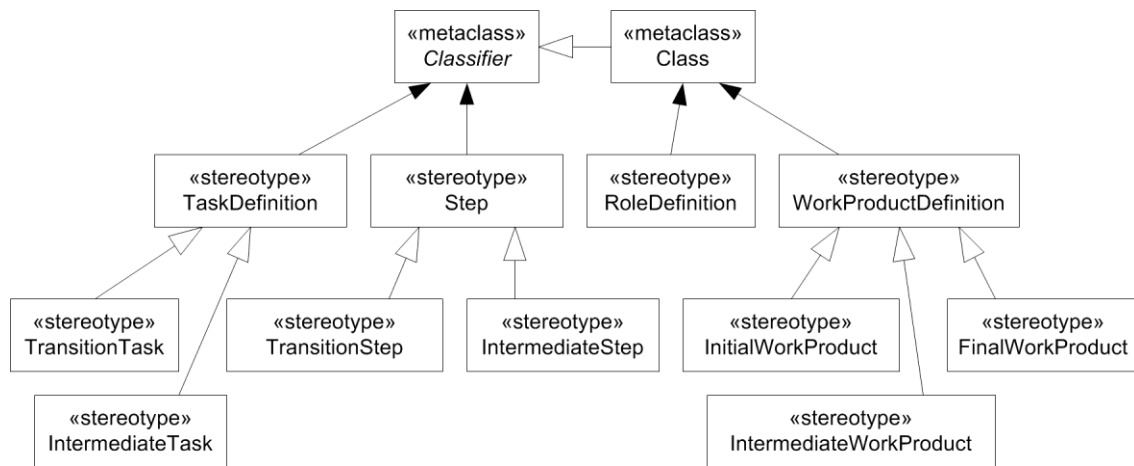 «metaclass»
Classifier
«metaclass»
Class
«stereotype»
TaskDefinition
«stereotype»
Step
«stereotype»
RoleDefinition
«stereotype»
WorkProductDefinition
«stereotype»
TransitionTask
«stereotype»
TransitionStep
«stereotype»
IntermediateStep
«stereotype»
InitialWorkProduct
«stereotype»
FinalWorkProduct
«stereotype»
IntermediateTask
«stereotype»
IntermediateWorkProduct